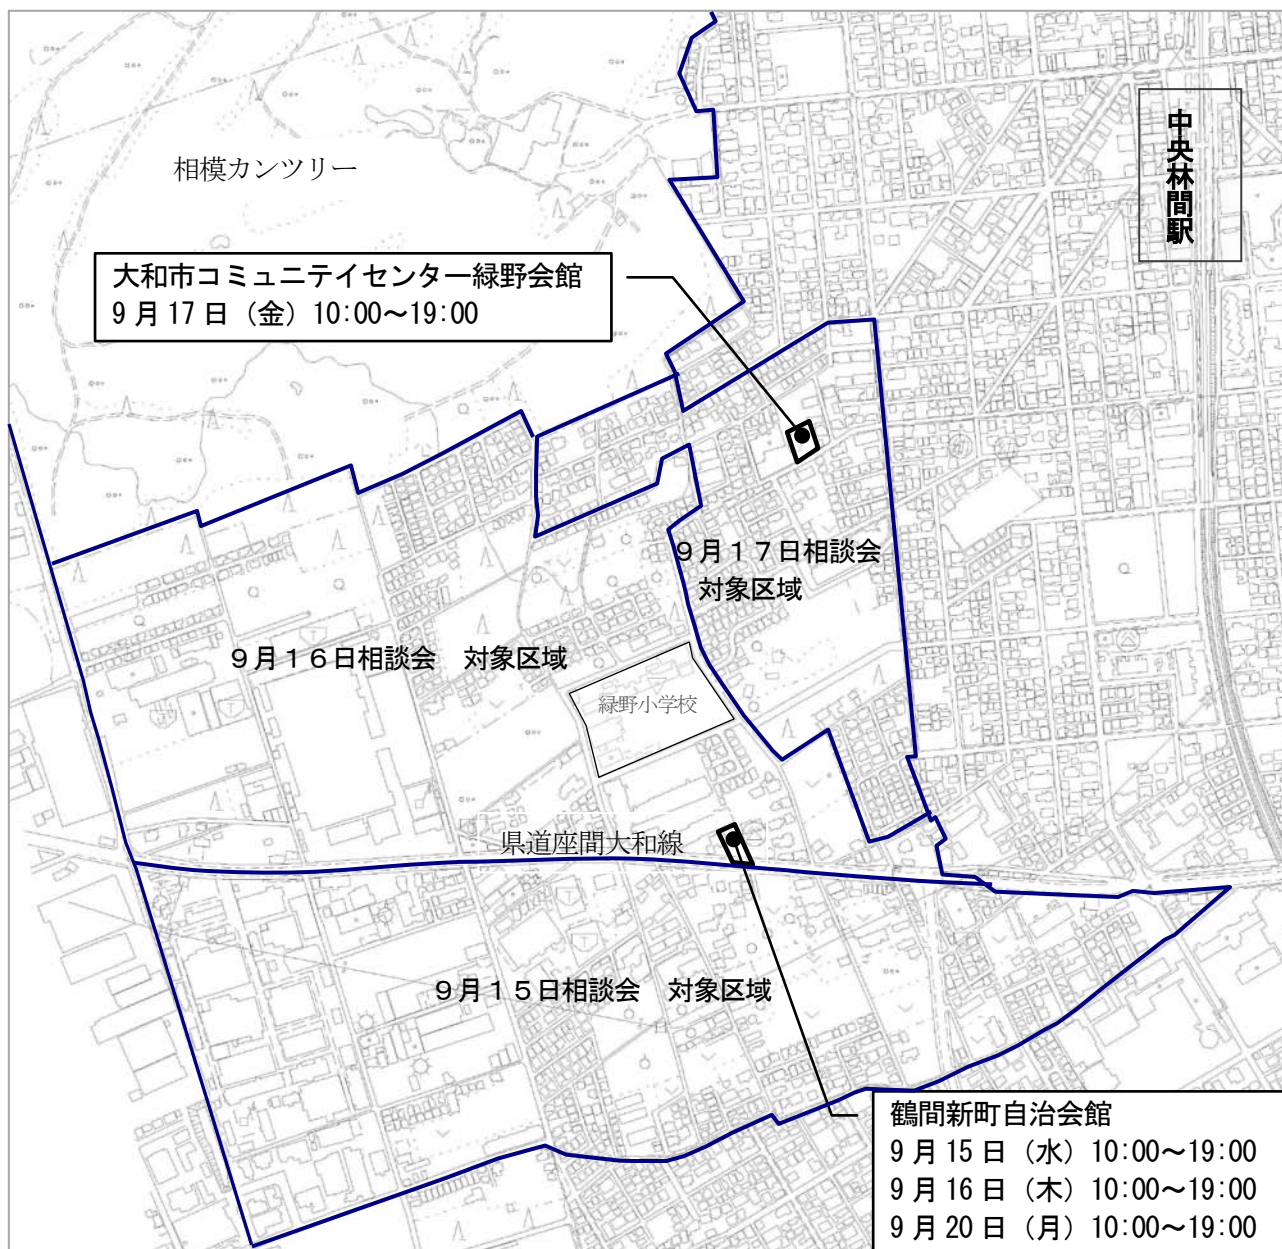 中央林間駅
相模カンツリー
大和市コミュニテイセンター緑野会館
9月17日（金）10:00～19:00
９月１７日相談会
対象区域
９月１６日相談会　対象区域
緑野小学校
県道座間大和線
９月１５日相談会　対象区域
鶴間新町自治会館
9月15日（水）10:00～19:00
9月16日（木）10:00～19:00
9月20日（月）10:00～19:00